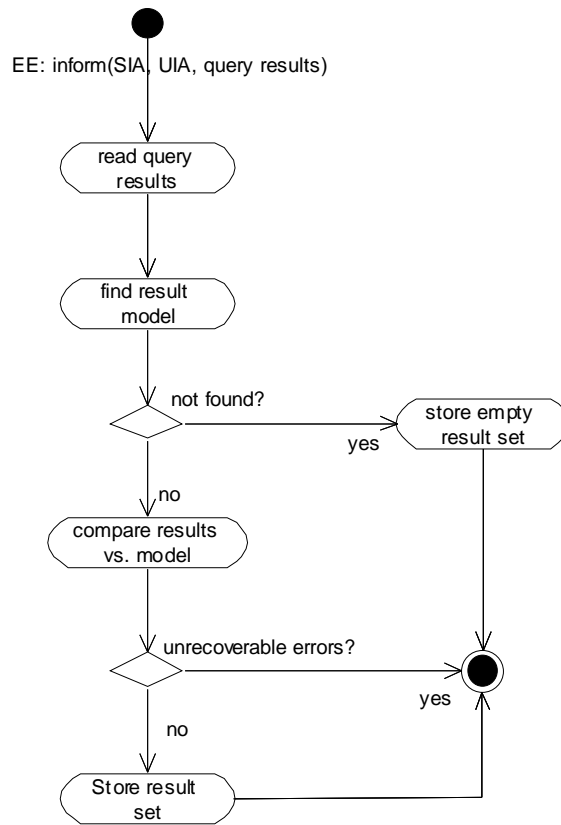 EE: inform(SIA, UIA, query results)
read query
results
find result
model
not found?
store empty
result set
yes
no
compare results
vs. model
unrecoverable errors?
yes
no
Store result
set